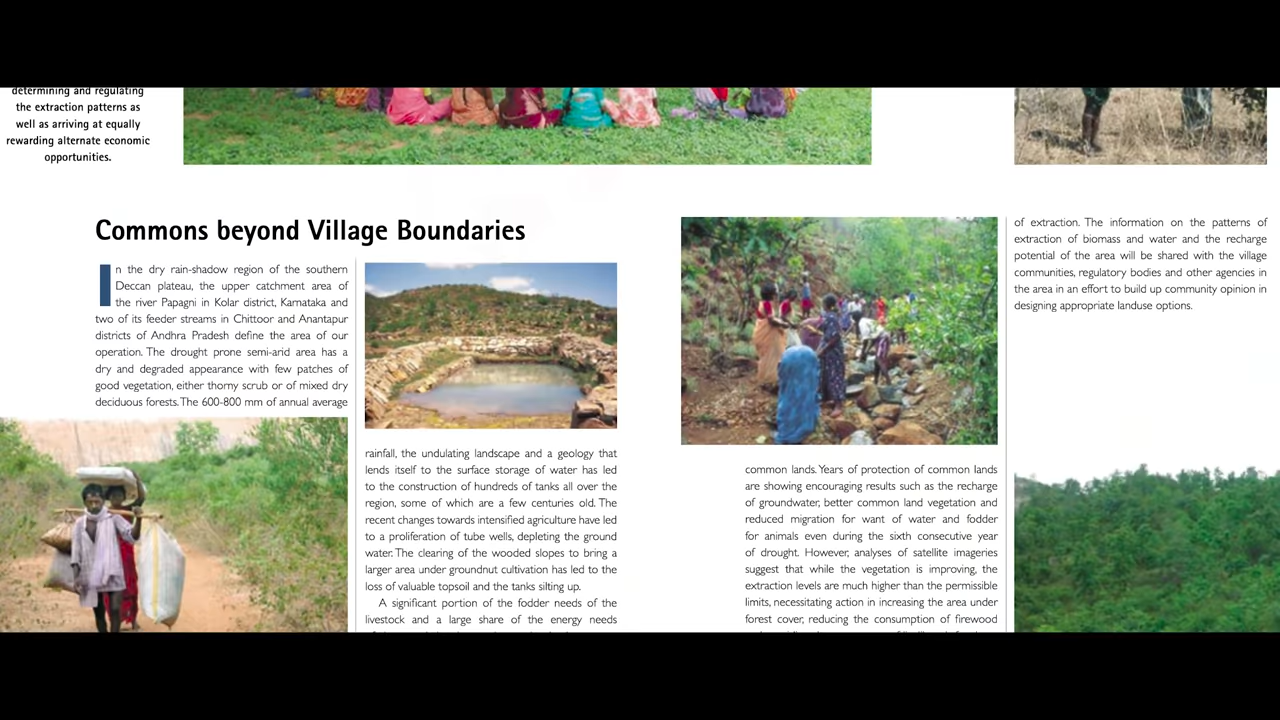 determining and regulating
the extraction patterns as
well as arriving at equally
rewarding alternate economic
opportunities.
Commons beyond Village Boundaries
In the dry rain-shadow region of the southern
Deccan plateau, the upper catchment area of
the river Papagni in Kolar district, Karnataka and
two of its feeder streams in Chittoor and Anantapur
districts of Andhra Pradesh define the area of our
operation. The drought prone semi-arid area has a
dry and degraded appearance with few patches of
good vegetation, either thorny scrub or of mixed dry
deciduous forests. The 600-800 mm of annual average
rainfall, the undulating landscape and a geology that
lends itself to the surface storage of water has led
to the construction of hundreds of tanks all over the
region, some of which are a few centuries old. The
recent changes towards intensified agriculture have led
to a proliferation of tube wells, depleting the ground
water. The clearing of the wooded slopes to bring a
larger area under groundnut cultivation has led to the
loss of valuable topsoil and the tanks silting up.
A significant portion of the fodder needs of the
livestock and a large share of the energy needs
common lands. Years of protection of common lands
are showing encouraging results such as the recharge
of groundwater, better common land vegetation and
reduced migration for want of water and fodder
for animals even during the sixth consecutive year
of drought. However, analyses of satellite imageries
suggest that while the vegetation is improving, the
extraction levels are much higher than the permissible
limits, necessitating action in increasing the area under
forest cover, reducing the consumption of firewood
of extraction. The information on the patterns of
extraction of biomass and water and the recharge
potential of the area will be shared with the village
communities, regulatory bodies and other agencies in
the area in an effort to build up community opinion in
designing appropriate landuse options.